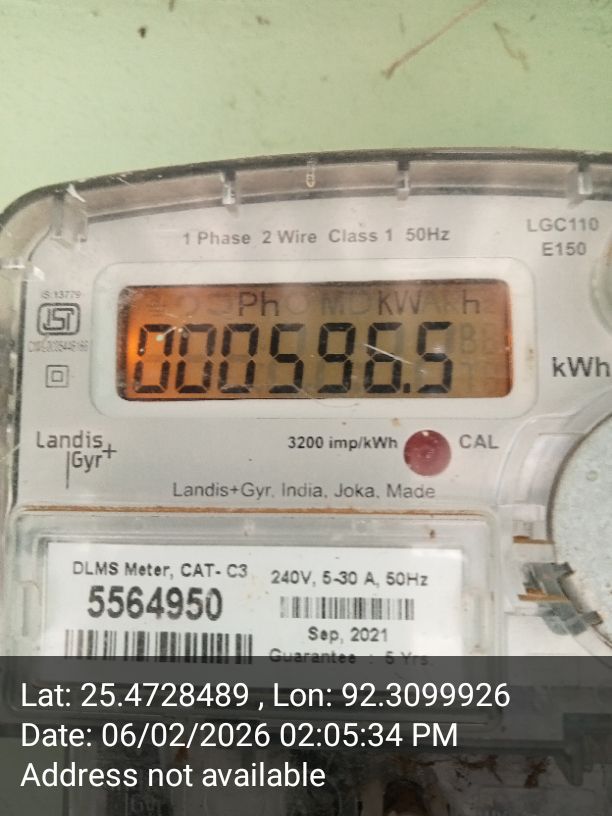 1 Phase 2 Wire Class 1 50Hz
LGC110
E150
IS:13779
ISI
Ph KWh
000596.5
kWh
Landis
Gyr+
3200 imp/kWh
CAL
Landis+Gyr. India, Joka, Made
DLMS Meter, CAT- C3
5564950
240V, 5-30 A, 50Hz
Sep, 2021
Guarantee : 5 Yrs.
Lat: 25.4728489 , Lon: 92.3099926
Date: 06/02/2026 02:05:34 PM
Address not available